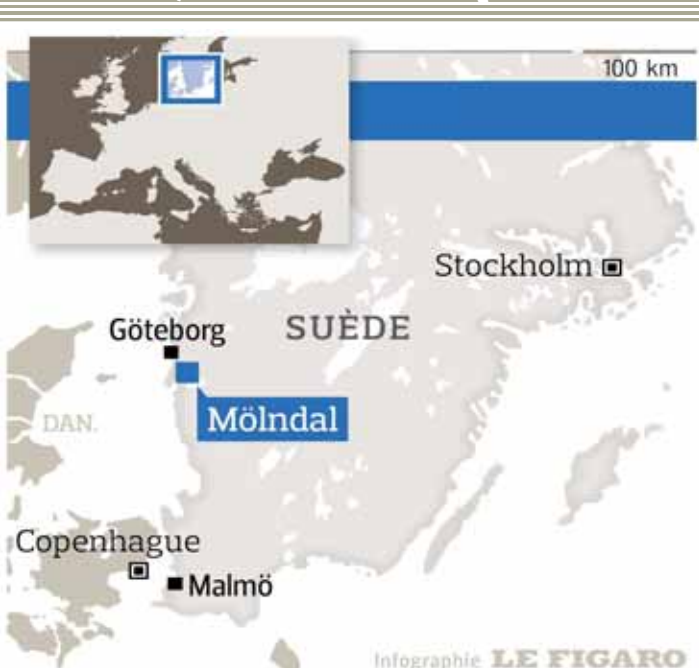 100 km
Stockholm
Göteborg
SUÈDE
Mölndal
DAN.
Copenhague
Malmö
Infographie LE FIGARO